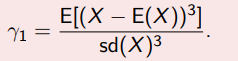 γ₁ = E[(X − E(X))³] / sd(X)³.